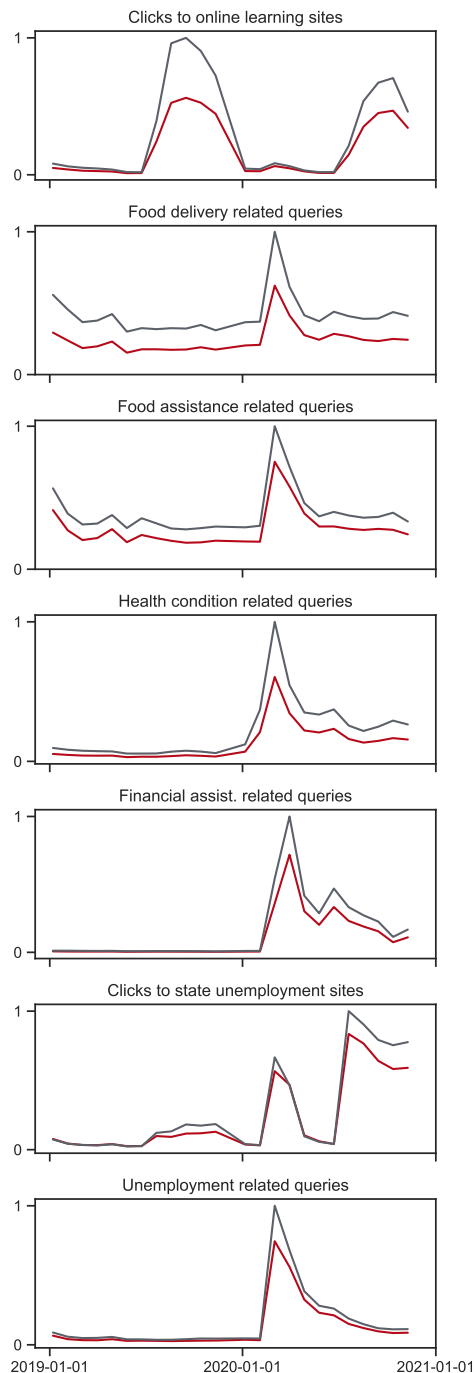 Clicks to online learning sites
1
0
Food delivery related queries
1
0
Food assistance related queries
1
0
Health condition related queries
1
0
Financial assist. related queries
1
0
Clicks to state unemployment sites
1
0
Unemployment related queries
1
0
2019-01-01 2020-01-01 2021-01-01